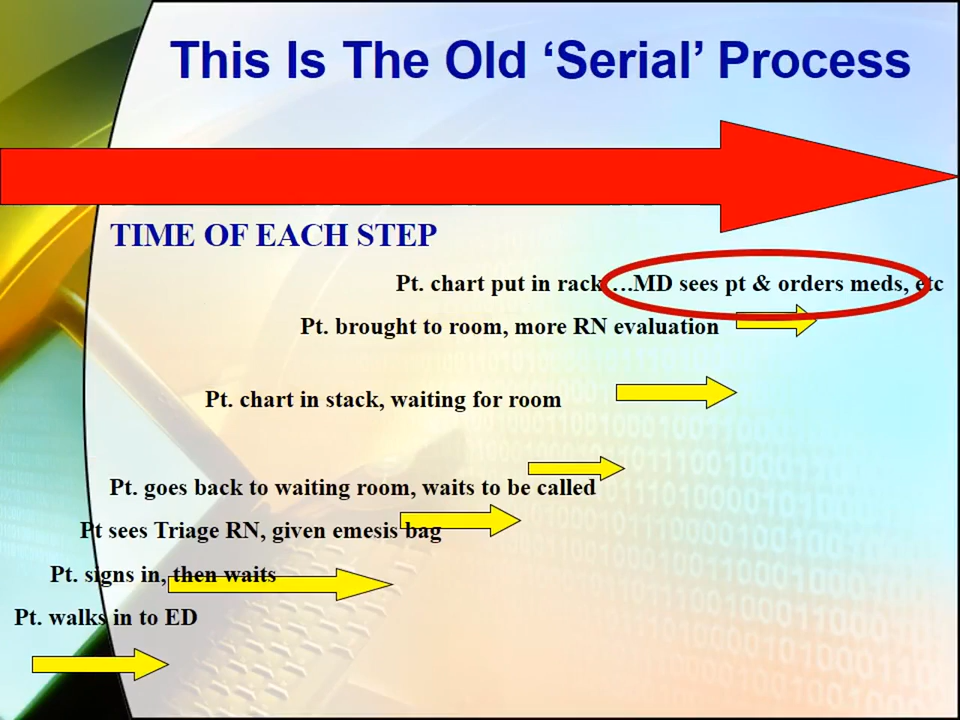 This Is The Old ‘Serial’ Process
TIME OF EACH STEP
Pt. chart put in rack….MD sees pt & orders meds, etc
Pt. brought to room, more RN evaluation
Pt. chart in stack, waiting for room
Pt. goes back to waiting room, waits to be called
Pt sees Triage RN, given emesis bag
Pt. signs in, then waits
Pt. walks in to ED